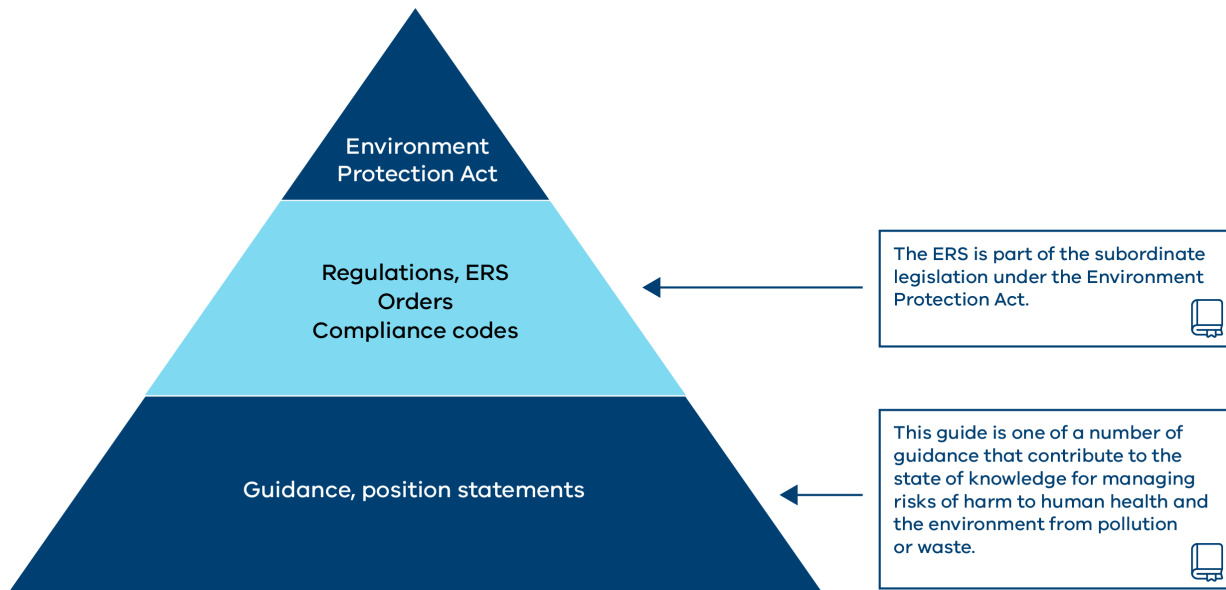 Environment
Protection Act
Regulations, ERS
Orders
Compliance codes
The ERS is part of the subordinate
legislation under the Environment
Protection Act.
Guidance, position statements
This guide is one of a number of
guidance that contribute to the
state of knowledge for managing
risks of harm to human health and
the environment from pollution
or waste.